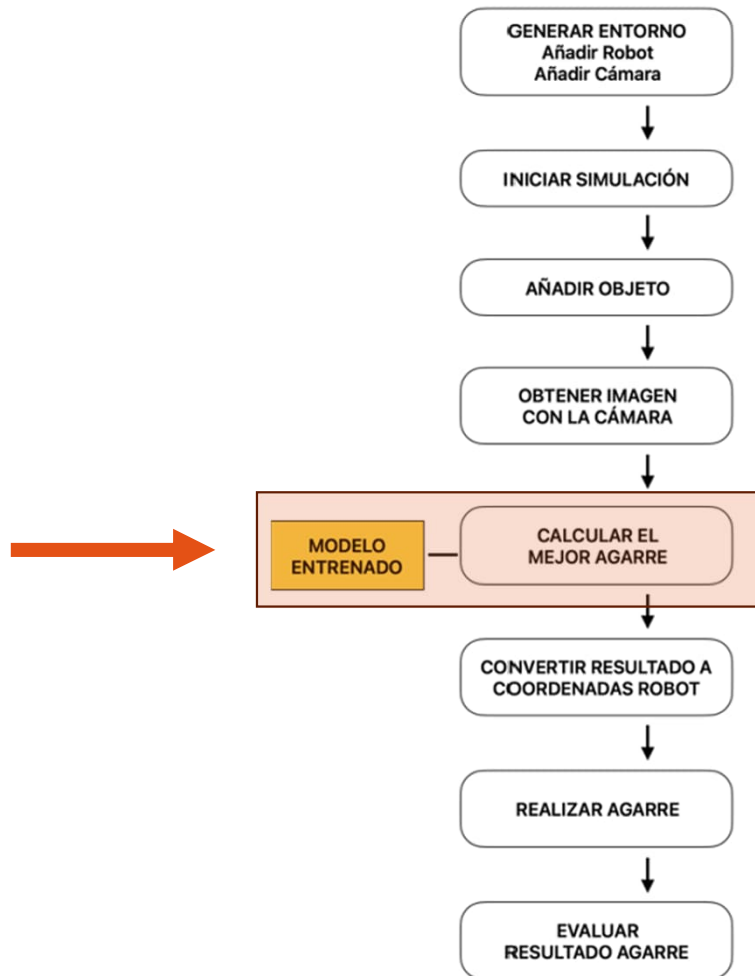 GENERAR ENTORNO
Añadir Robot
Añadir Cámara
INICIAR SIMULACIÓN
AÑADIR OBJETO
OBTENER IMAGEN
CON LA CÁMARA
MODELO
ENTRENADO
CALCULAR EL
MEJOR AGARRE
CONVERTIR RESULTADO A
COORDENADAS ROBOT
REALIZAR AGARRE
EVALUAR
RESULTADO AGARRE